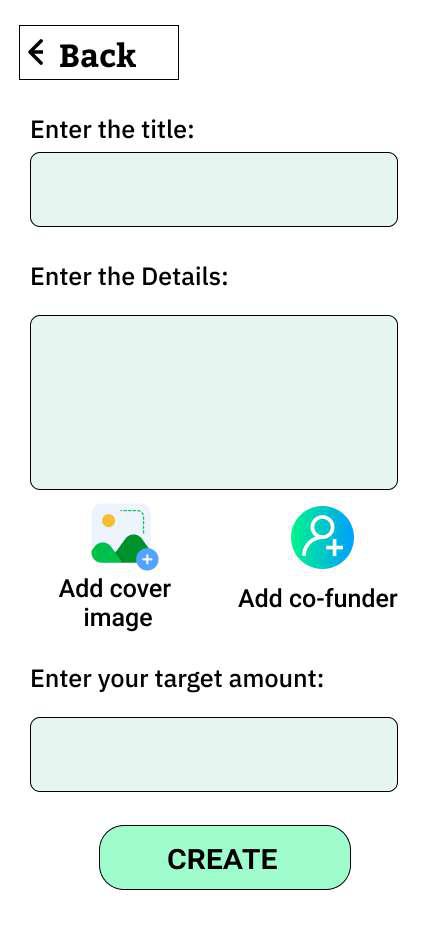 Back
Enter the title:
Enter the Details:
Add cover
image
Add co-funder
Enter your target amount:
CREATE